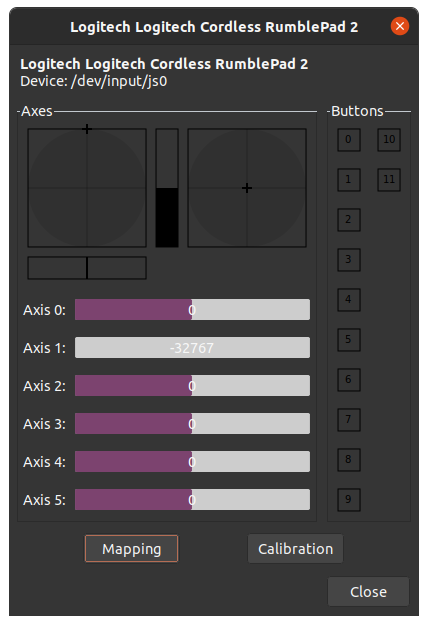 Logitech Logitech Cordless RumblePad 2
Logitech Logitech Cordless RumblePad 2
Device: /dev/input/js0
Axes
Buttons
0 10
1 11
2
3
4
5
6
7
8
9
Axis 0: 0
Axis 1: -32767
Axis 2: 0
Axis 3: 0
Axis 4: 0
Axis 5: 0
Mapping
Calibration
Close